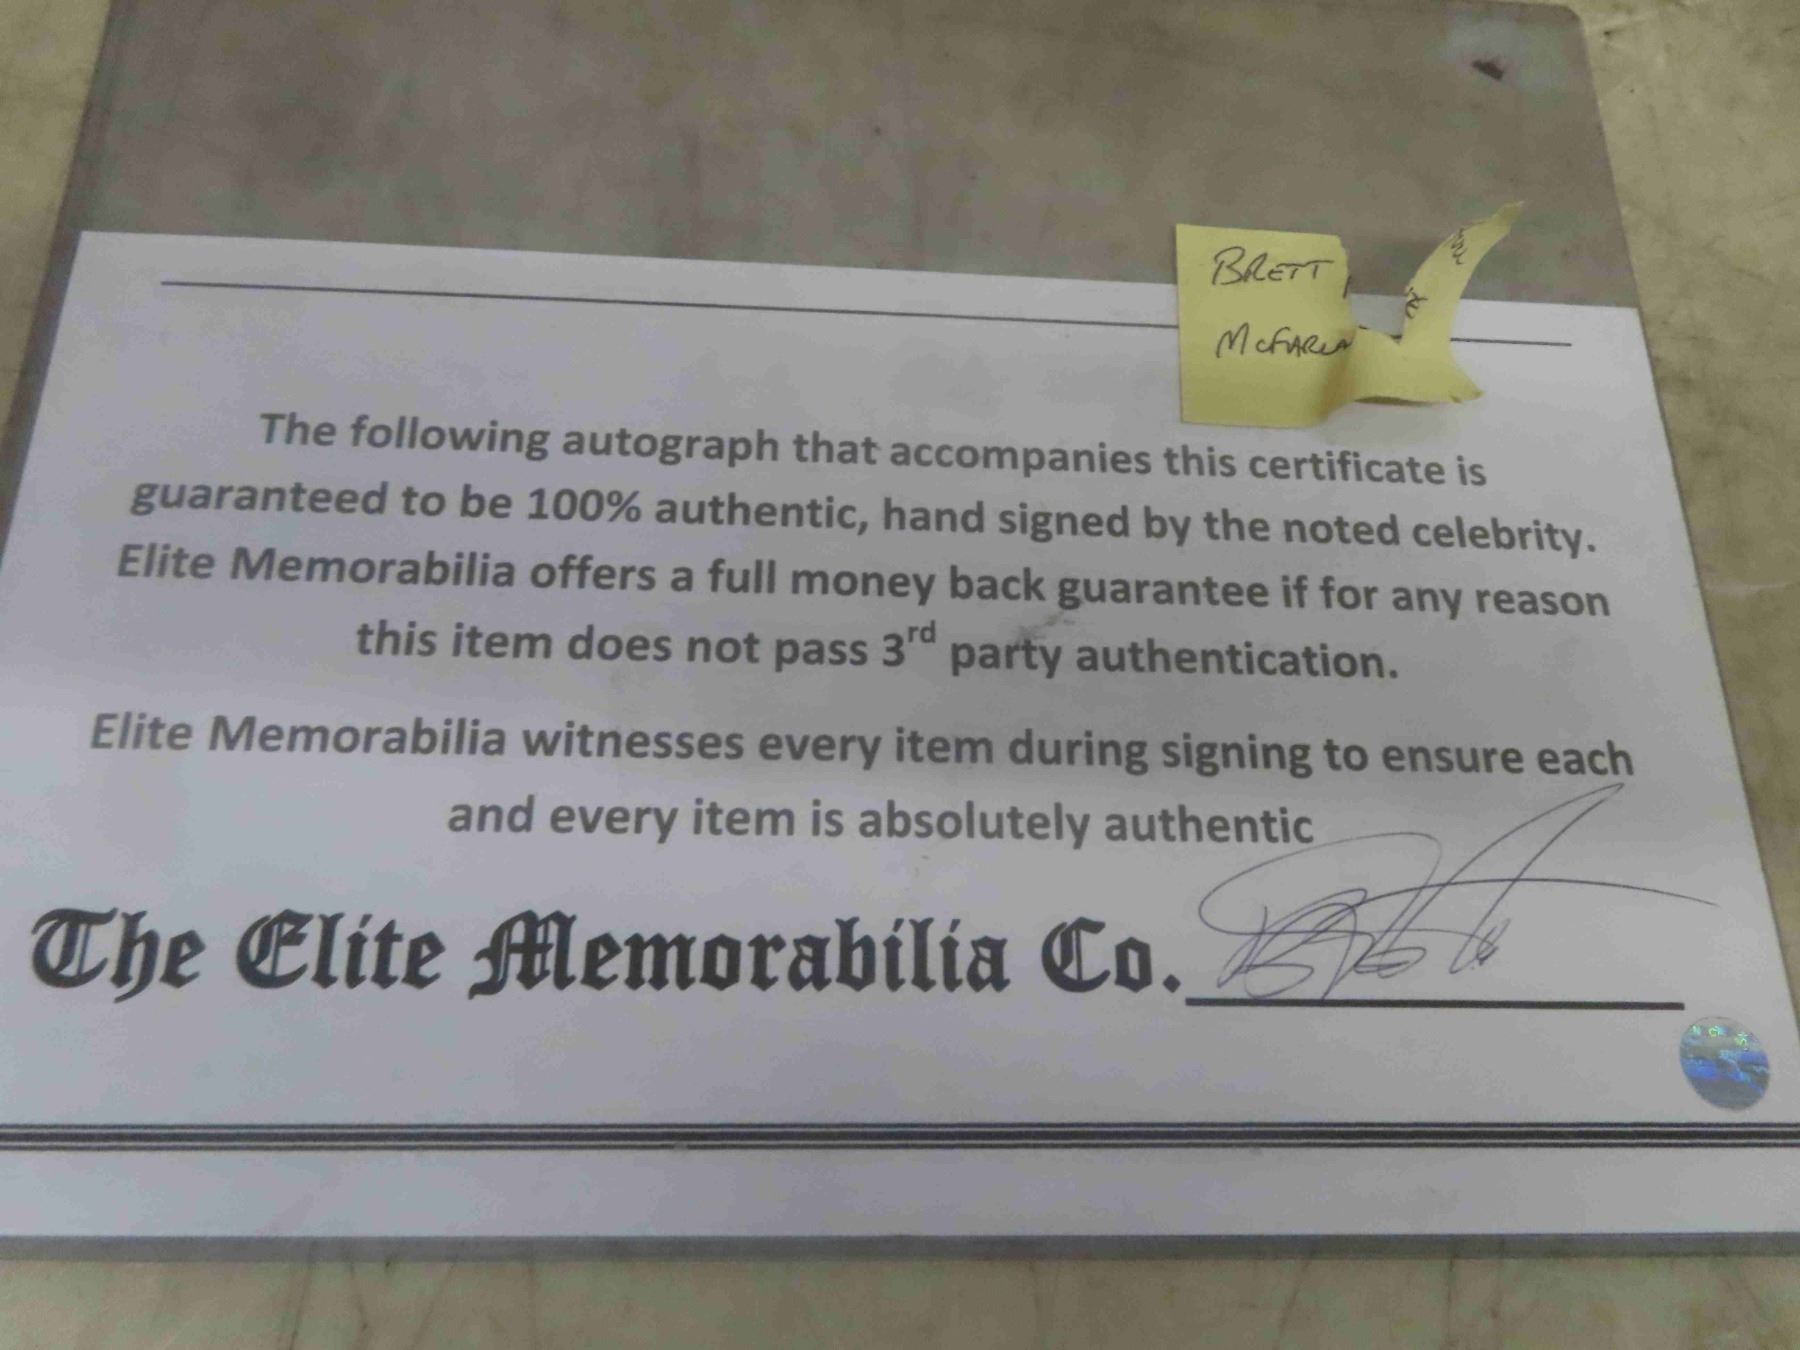 BRETT
McFARLA
The following autograph that accompanies this certificate is
guaranteed to be 100% authentic, hand signed by the noted celebrity.
Elite Memorabilia offers a full money back guarantee if for any reason
this item does not pass 3rd party authentication.
Elite Memorabilia witnesses every item during signing to ensure each
and every item is absolutely authentic
The Elite Memorabilia Co.